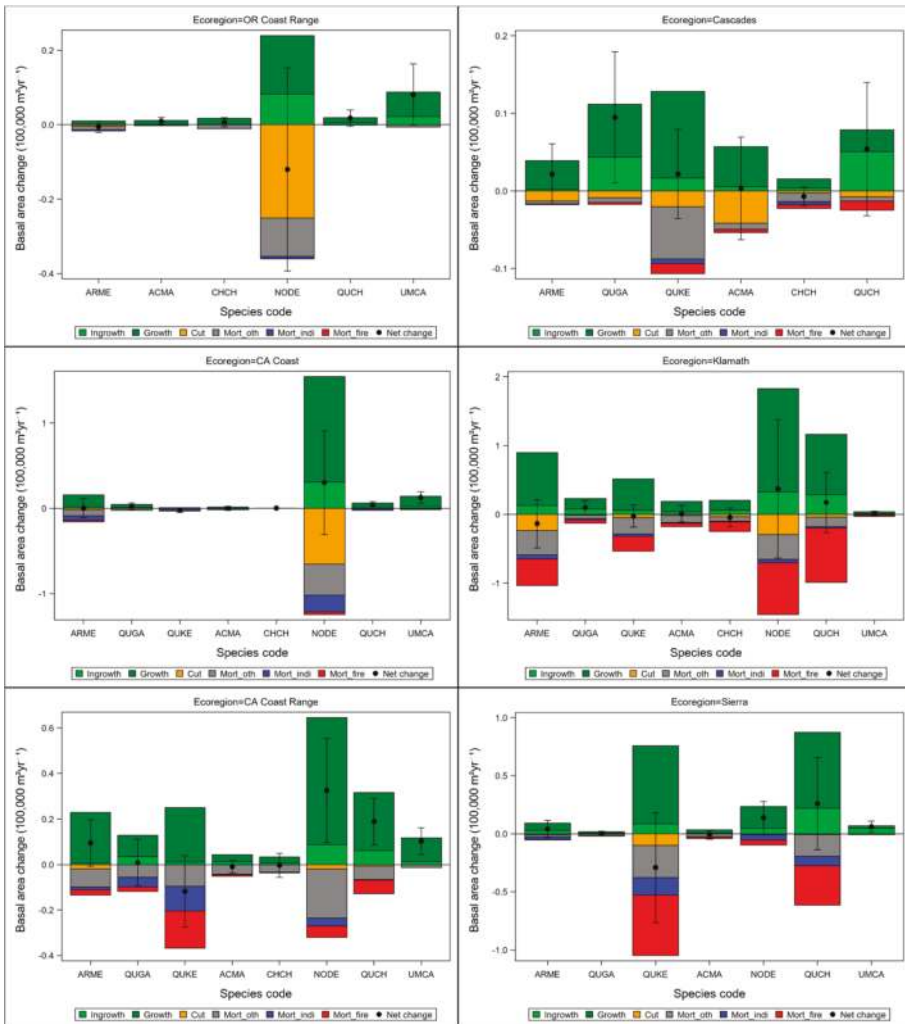 Ecoregion=OR Coast Range
Basal area change (100,000 m²yr⁻¹)
0.2
0.0
-0.2
-0.4
ARME ACMA CHCH NODE QUCH UMCA
Species code
Ingrowth Growth Cut Mort_oth Mort_indi Mort_fire Net change
Ecoregion=Cascades
Basal area change (100,000 m²yr⁻¹)
0.2
0.1
0.0
-0.1
ARME QUGA QUKE ACMA CHCH QUCH
Species code
Ingrowth Growth Cut Mort_oth Mort_indi Mort_fire Net change
Ecoregion=CA Coast
Basal area change (100,000 m²yr⁻¹)
1
0
-1
ARME QUGA QUKE ACMA CHCH NODE QUCH UMCA
Species code
Ingrowth Growth Cut Mort_oth Mort_indi Mort_fire Net change
Ecoregion=Klamath
Basal area change (100,000 m²yr⁻¹)
2
1
0
-1
ARME QUGA QUKE ACMA CHCH NODE QUCH UMCA
Species code
Ingrowth Growth Cut Mort_oth Mort_indi Mort_fire Net change
Ecoregion=CA Coast Range
Basal area change (100,000 m²yr⁻¹)
0.6
0.4
0.2
0.0
-0.2
-0.4
ARME QUGA QUKE ACMA CHCH NODE QUCH UMCA
Species code
Ingrowth Growth Cut Mort_oth Mort_indi Mort_fire Net change
Ecoregion=Sierra
Basal area change (100,000 m²yr⁻¹)
1.0
0.5
0.0
-0.5
-1.0
ARME QUGA QUKE ACMA NODE QUCH UMCA
Species code
Ingrowth Growth Cut Mort_oth Mort_indi Mort_fire Net change